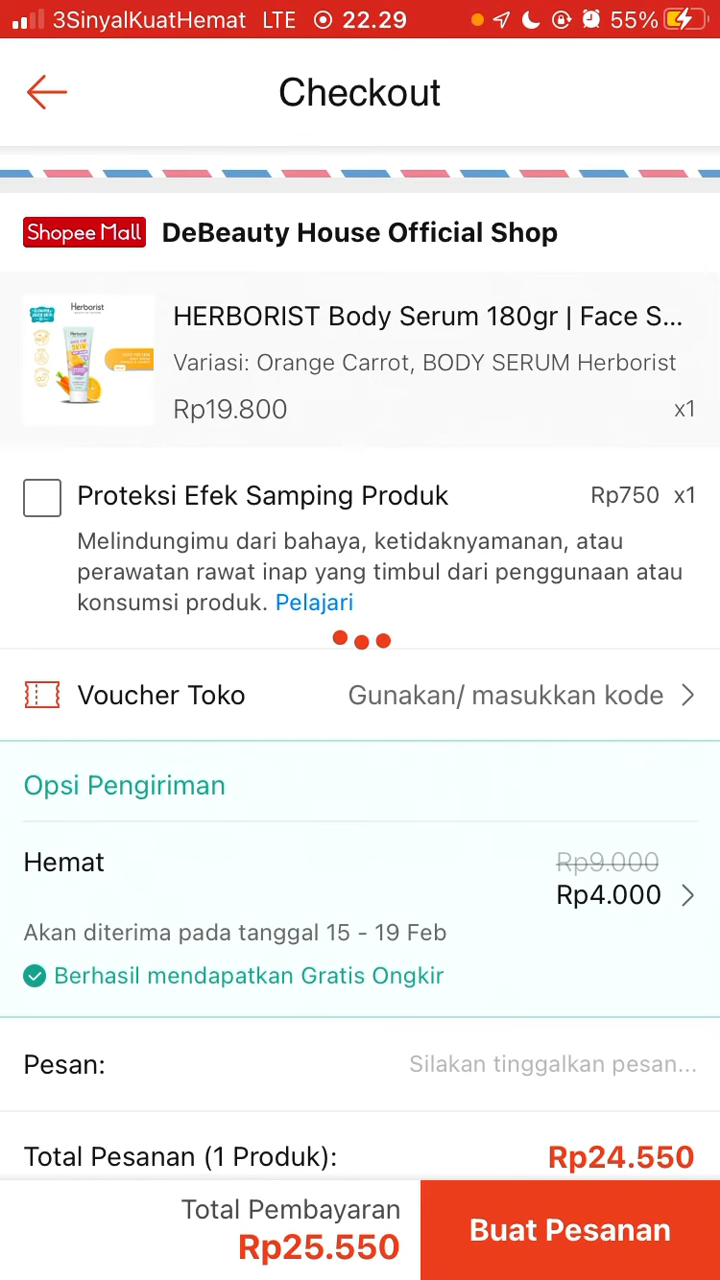 3SinyalKuatHemat LTE 22.29 55%
Checkout
Shopee Mall DeBeauty House Official Shop
Herborist
HERBORIST Body Serum 180gr | Face S...
Variasi: Orange Carrot, BODY SERUM Herborist
Rp19.800 x1
Proteksi Efek Samping Produk Rp750 x1
Melindungimu dari bahaya, ketidaknyamanan, atau
perawatan rawat inap yang timbul dari penggunaan atau
konsumsi produk. Pelajari
Voucher Toko Gunakan/ masukkan kode
Opsi Pengiriman
Hemat Rp9.000
Rp4.000
Akan diterima pada tanggal 15 - 19 Feb
Berhasil mendapatkan Gratis Ongkir
Pesan: Silakan tinggalkan pesan...
Total Pesanan (1 Produk): Rp24.550
Total Pembayaran
Rp25.550
Buat Pesanan